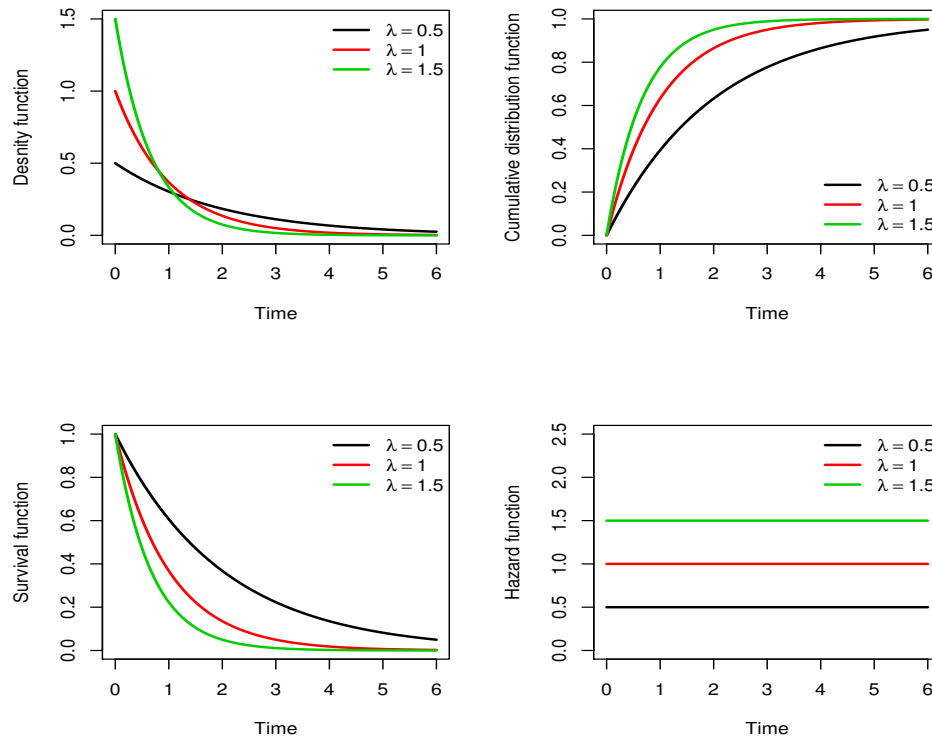 Desnity function
0.0 0.5 1.0 1.5
λ = 0.5
λ = 1
λ = 1.5
0 1 2 3 4 5 6
Time
Cumulative distribution function
0.0 0.2 0.4 0.6 0.8 1.0
λ = 0.5
λ = 1
λ = 1.5
0 1 2 3 4 5 6
Time
Survival function
0.0 0.2 0.4 0.6 0.8 1.0
λ = 0.5
λ = 1
λ = 1.5
0 1 2 3 4 5 6
Time
Hazard function
0.0 0.5 1.0 1.5 2.0 2.5
λ = 0.5
λ = 1
λ = 1.5
0 1 2 3 4 5 6
Time